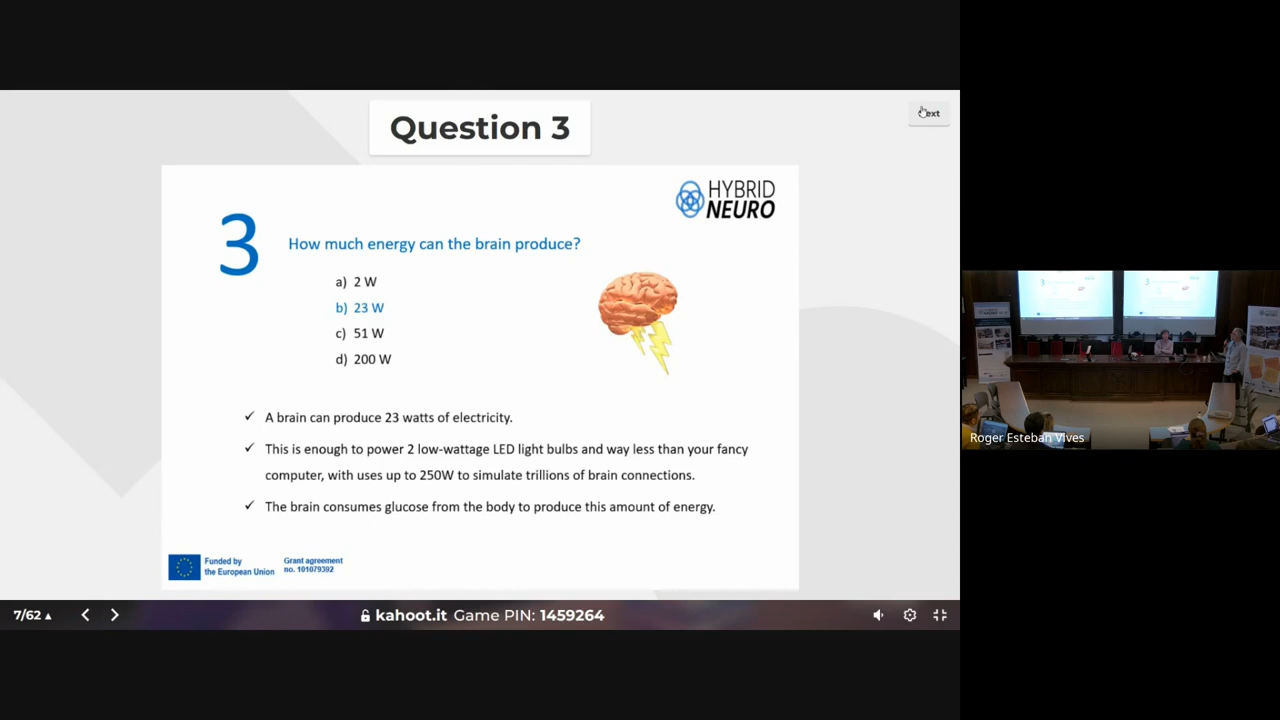 Question 3
ext
HYBRID
NEURO
3
How much energy can the brain produce?
a) 2 W
b) 23 W
c) 51 W
d) 200 W
✓ A brain can produce 23 watts of electricity.
✓ This is enough to power 2 low-wattage LED light bulbs and way less than your fancy
computer, with uses up to 250W to simulate trillions of brain connections.
✓ The brain consumes glucose from the body to produce this amount of energy.
Funded by
the European Union
Grant agreement
no. 101079392
7/62
kahoot.it Game PIN: 1459264
Roger Esteban Vives